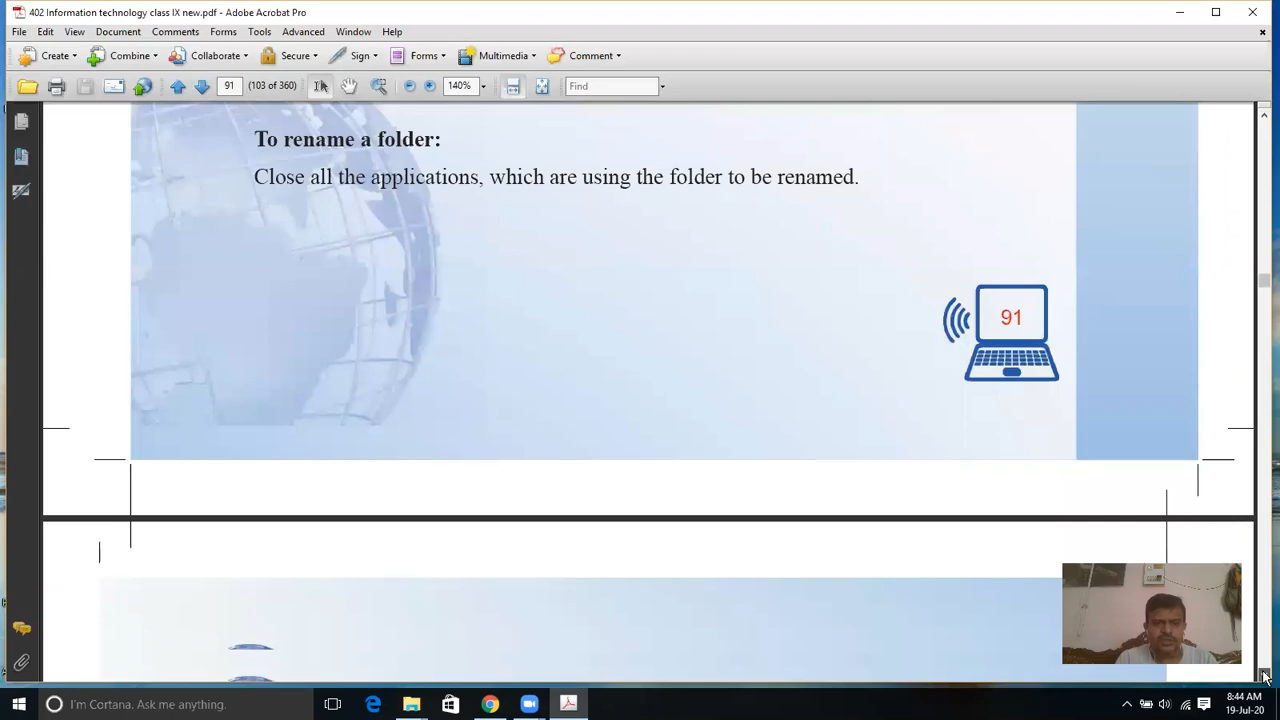 402 Information technology class IX new.pdf - Adobe Acrobat Pro
File Edit View Document Comments Forms Tools Advanced Window Help
Create Combine Collaborate Secure Sign Forms Multimedia Comment
91 (103 of 360) 140% Find
To rename a folder:
Close all the applications, which are using the folder to be renamed.
91
I'm Cortana. Ask me anything.
8:44 AM
19-Jul-20